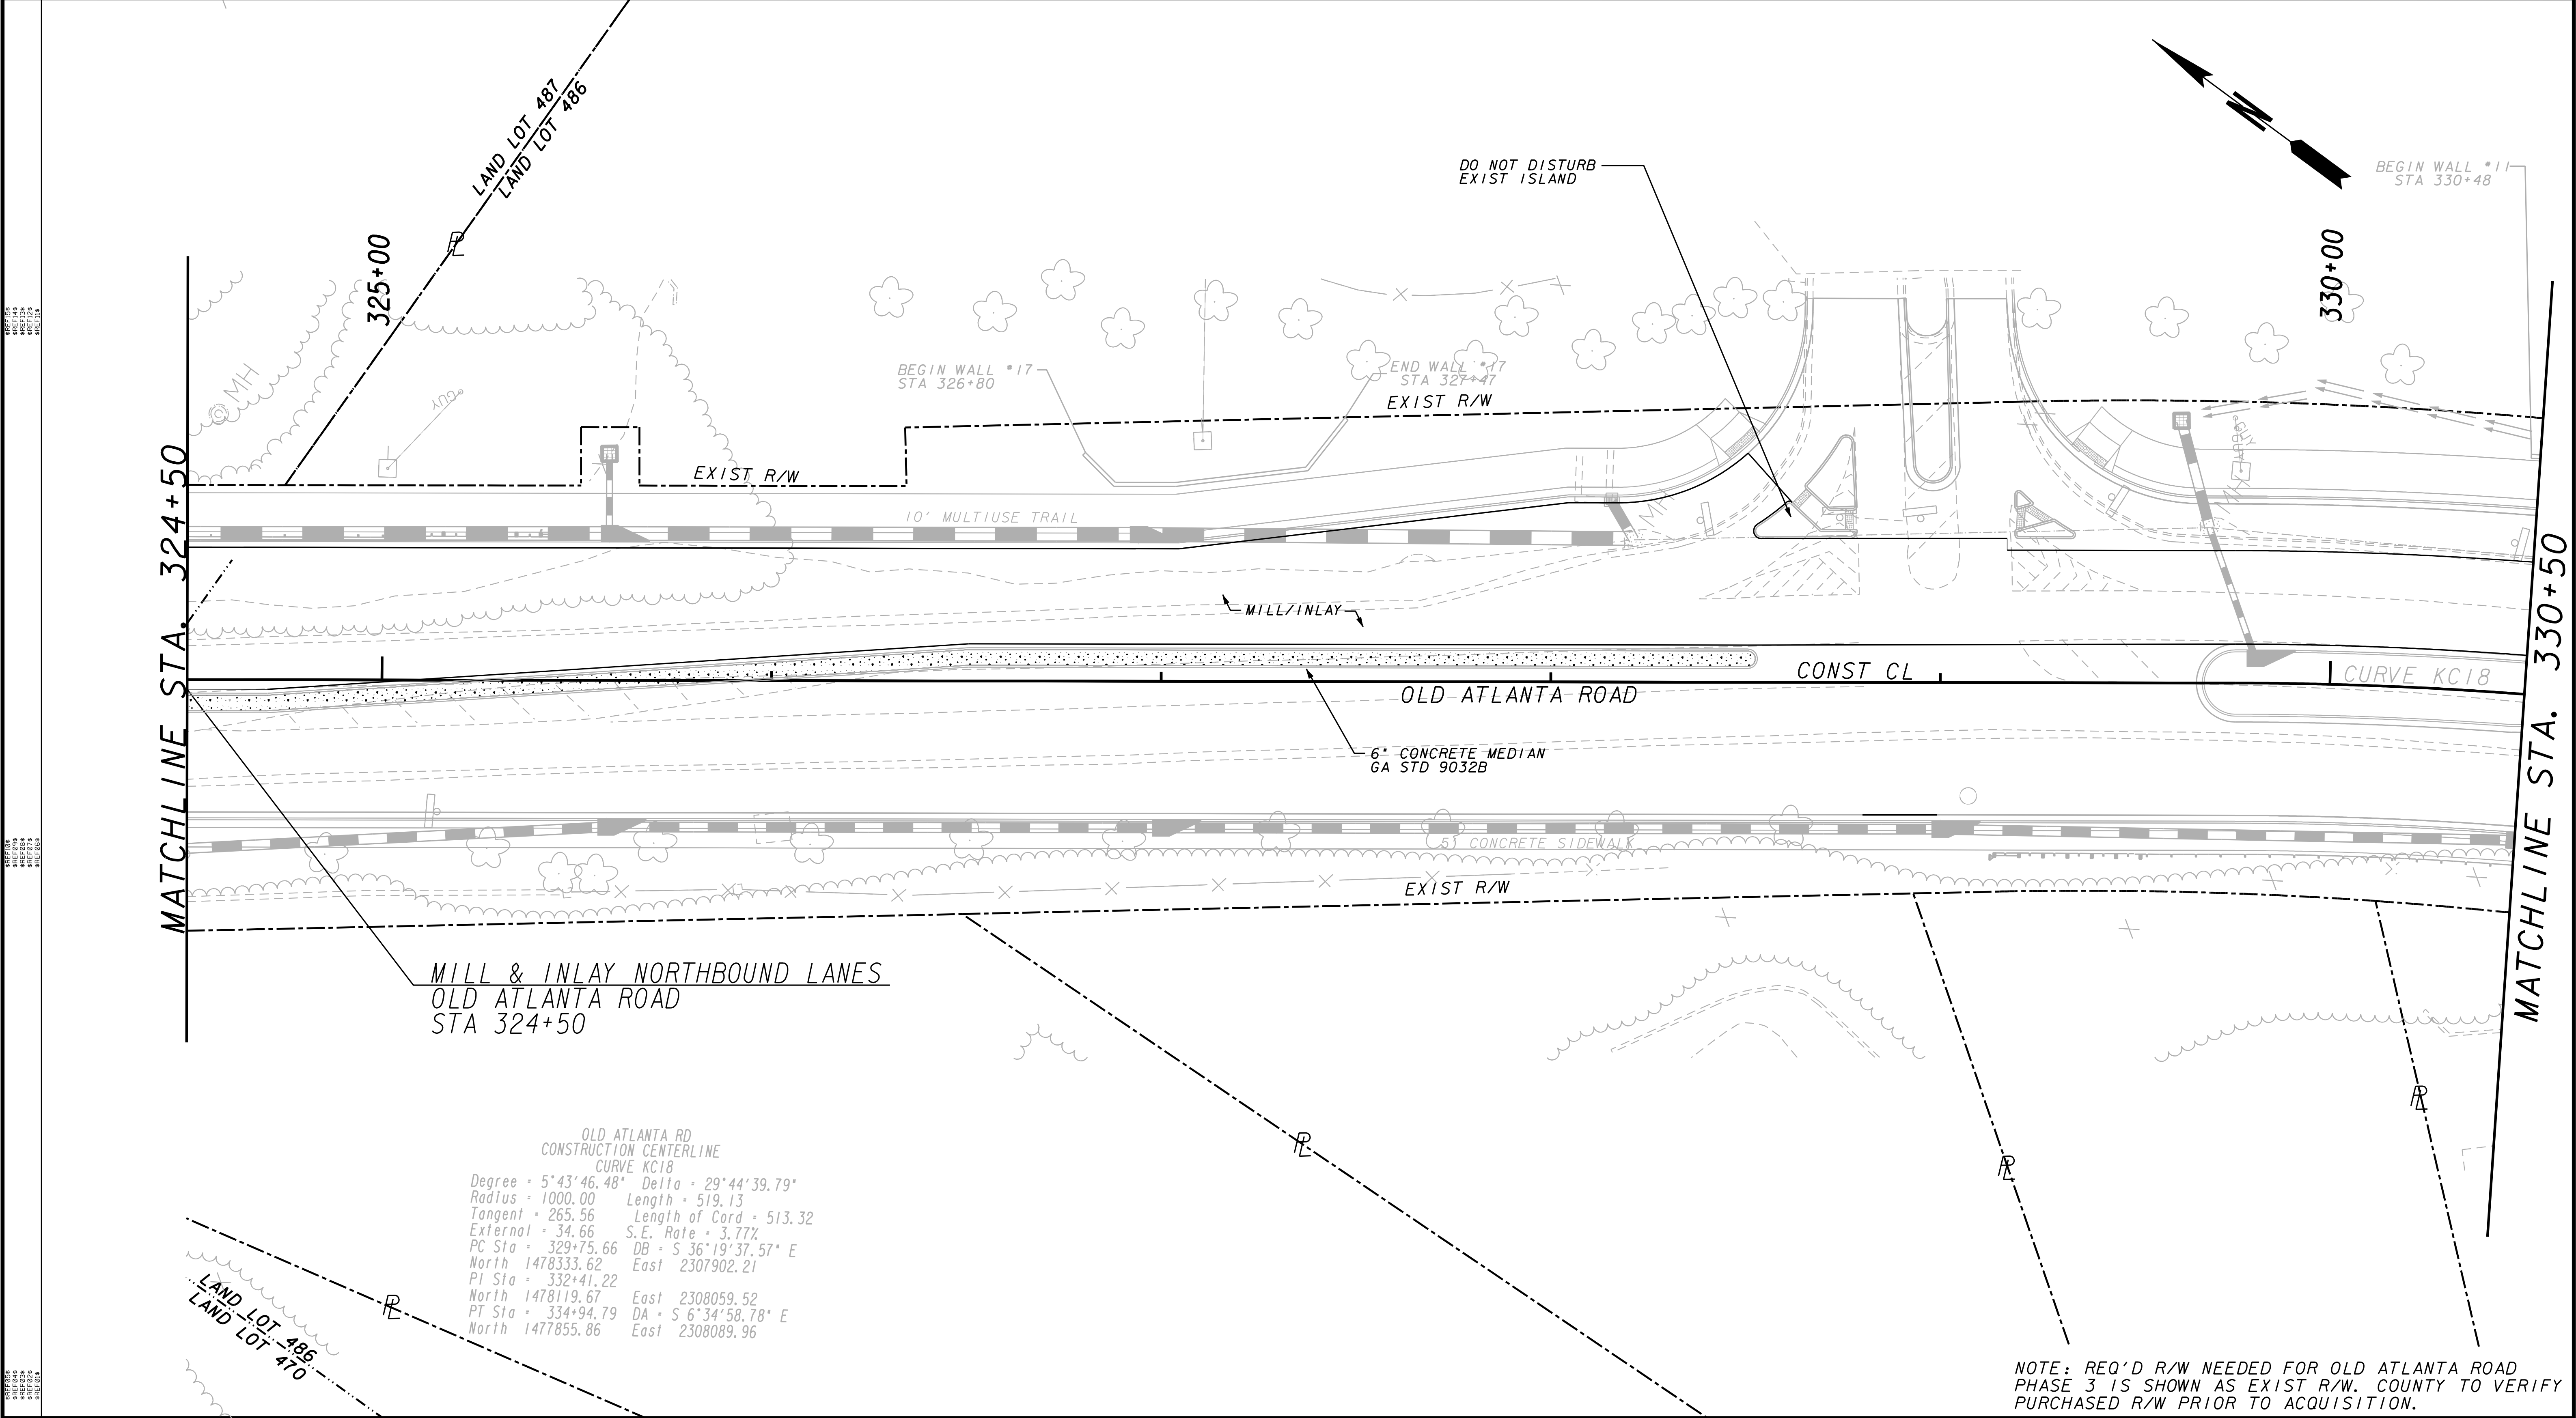 LAND LOT 487
LAND LOT 486
N
DO NOT DISTURB
EXIST ISLAND
BEGIN WALL #11
STA 330+48
PL
325+00
330+00
MH
GUY
BEGIN WALL #17
STA 326+80
END WALL #17
STA 327+47
EXIST R/W
EXIST R/W
GUY
MATCHLINE STA. 324+50
10' MULTIUSE TRAIL
MH
MILL/INLAY
CONST CL
CURVE KC18
OLD ATLANTA ROAD
6" CONCRETE MEDIAN
GA STD 9032B
MATCHLINE STA. 330+50
5' CONCRETE SIDEWALK
EXIST R/W
MILL & INLAY NORTHBOUND LANES
OLD ATLANTA ROAD
STA 324+50
PL
PL
PL
OLD ATLANTA RD
CONSTRUCTION CENTERLINE
CURVE KC18
Degree = 5°43'46.48" Delta = 29°44'39.79"
Radius = 1000.00 Length = 519.13
Tangent = 265.56 Length of Cord = 513.32
External = 34.66 S.E. Rate = 3.77%
PC Sta = 329+75.66 DB = S 36°19'37.57" E
North 1478333.62 East 2307902.21
PI Sta = 332+41.22
North 1478119.67 East 2308059.52
PT Sta = 334+94.79 DA = S 6°34'58.78" E
North 1477855.86 East 2308089.96
PL
LAND LOT 486
LAND LOT 470
NOTE: REQ'D R/W NEEDED FOR OLD ATLANTA ROAD
PHASE 3 IS SHOWN AS EXIST R/W. COUNTY TO VERIFY
PURCHASED R/W PRIOR TO ACQUISITION.